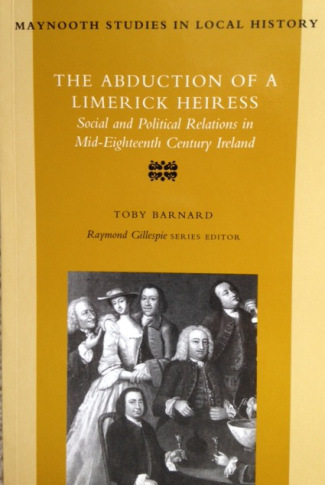 MAYNOOTH STUDIES IN LOCAL HISTORY
THE ABDUCTION OF A
LIMERICK HEIRESS
Social and Political Relations in
Mid-Eighteenth Century Ireland
TOBY BARNARD
Raymond Gillespie SERIES EDITOR